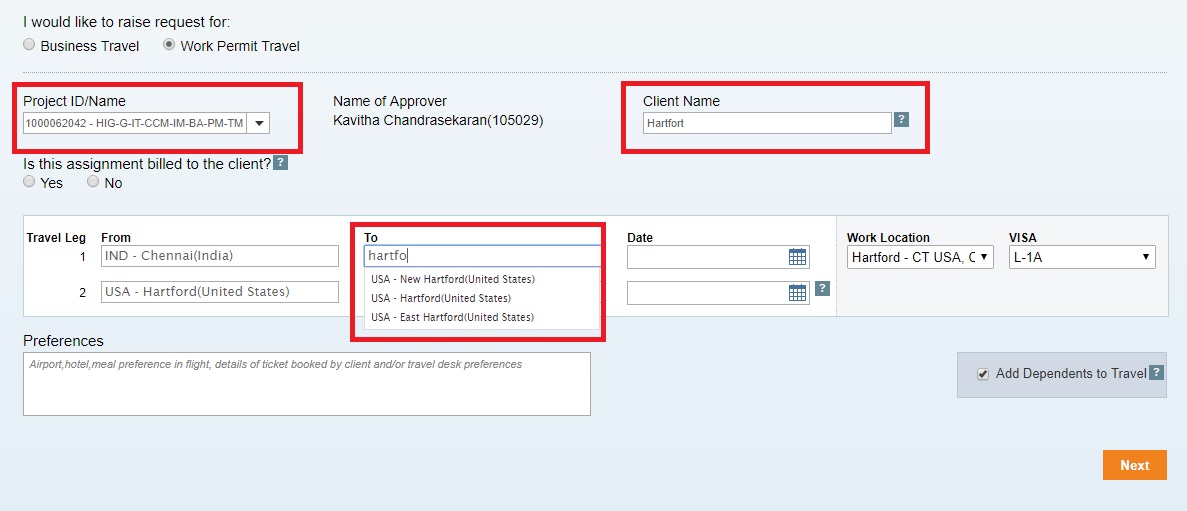 I would like to raise request for:
Business Travel Work Permit Travel
Project ID/Name Name of Approver Client Name
1000062042 - HIG-G-IT-CCM-IM-BA-PM-TM Kavitha Chandrasekaran(105029) Hartfort ?
Is this assignment billed to the client? ?
Yes No
Travel Leg From To Date Work Location VISA
1 IND - Chennai(India) hartfo Hartford - CT USA, C L-1A
USA - New Hartford(United States)
2 USA - Hartford(United States) USA - Hartford(United States) ?
USA - East Hartford(United States)
Preferences
Airport,hotel,meal preference in flight, details of ticket booked by client and/or travel desk preferences
Add Dependents to Travel ?
Next